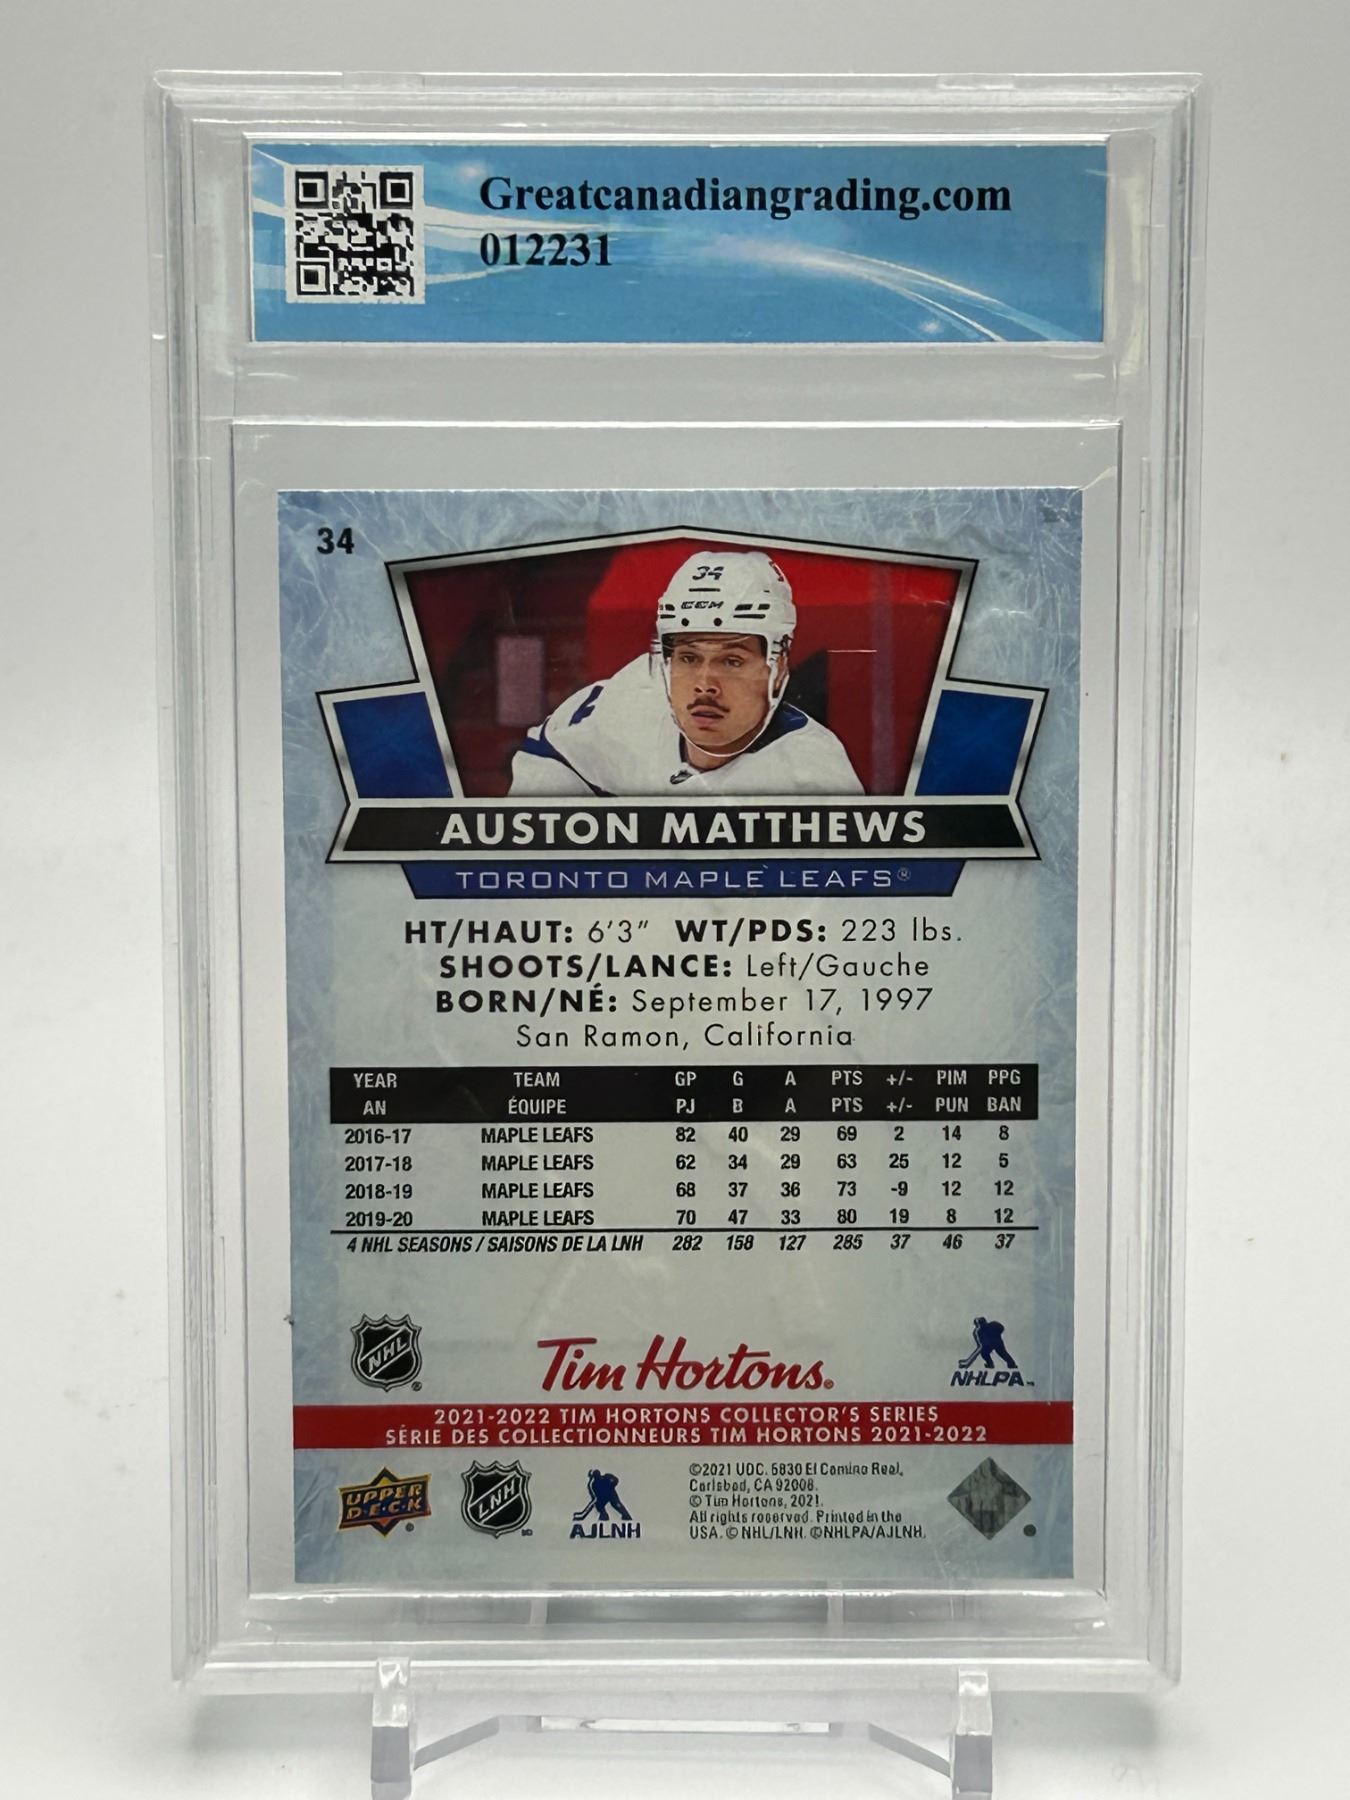 Greatcanadiangrading.com
012231
34
34
CCM
AUSTON MATTHEWS
TORONTO MAPLE LEAFS®
HT/HAUT: 6'3" WT/PDS: 223 lbs.
SHOOTS/LANCE: Left/Gauche
BORN/NÉ: September 17, 1997
San Ramon, California
YEAR TEAM GP G A PTS +/- PIM PPG
AN ÉQUIPE PJ B A PTS +/- PUN BAN
2016-17 MAPLE LEAFS 82 40 29 69 2 14 8
2017-18 MAPLE LEAFS 62 34 29 63 25 12 5
2018-19 MAPLE LEAFS 68 37 36 73 -9 12 12
2019-20 MAPLE LEAFS 70 47 33 80 19 8 12
4 NHL SEASONS / SAISONS DE LA LNH 282 158 127 285 37 46 37
NHL ®
Tim Hortons®
NHLPA™
2021-2022 TIM HORTONS COLLECTOR'S SERIES
SÉRIE DES COLLECTIONNEURS TIM HORTONS 2021-2022
UPPER DECK ®
LNH
AJLNH
©2021 UDC. 5830 El Camino Real,
Carlsbad, CA 92008.
© Tim Hortons, 2021.
All rights reserved. Printed in the
USA. © NHL/LNH. ©NHLPA/AJLNH.